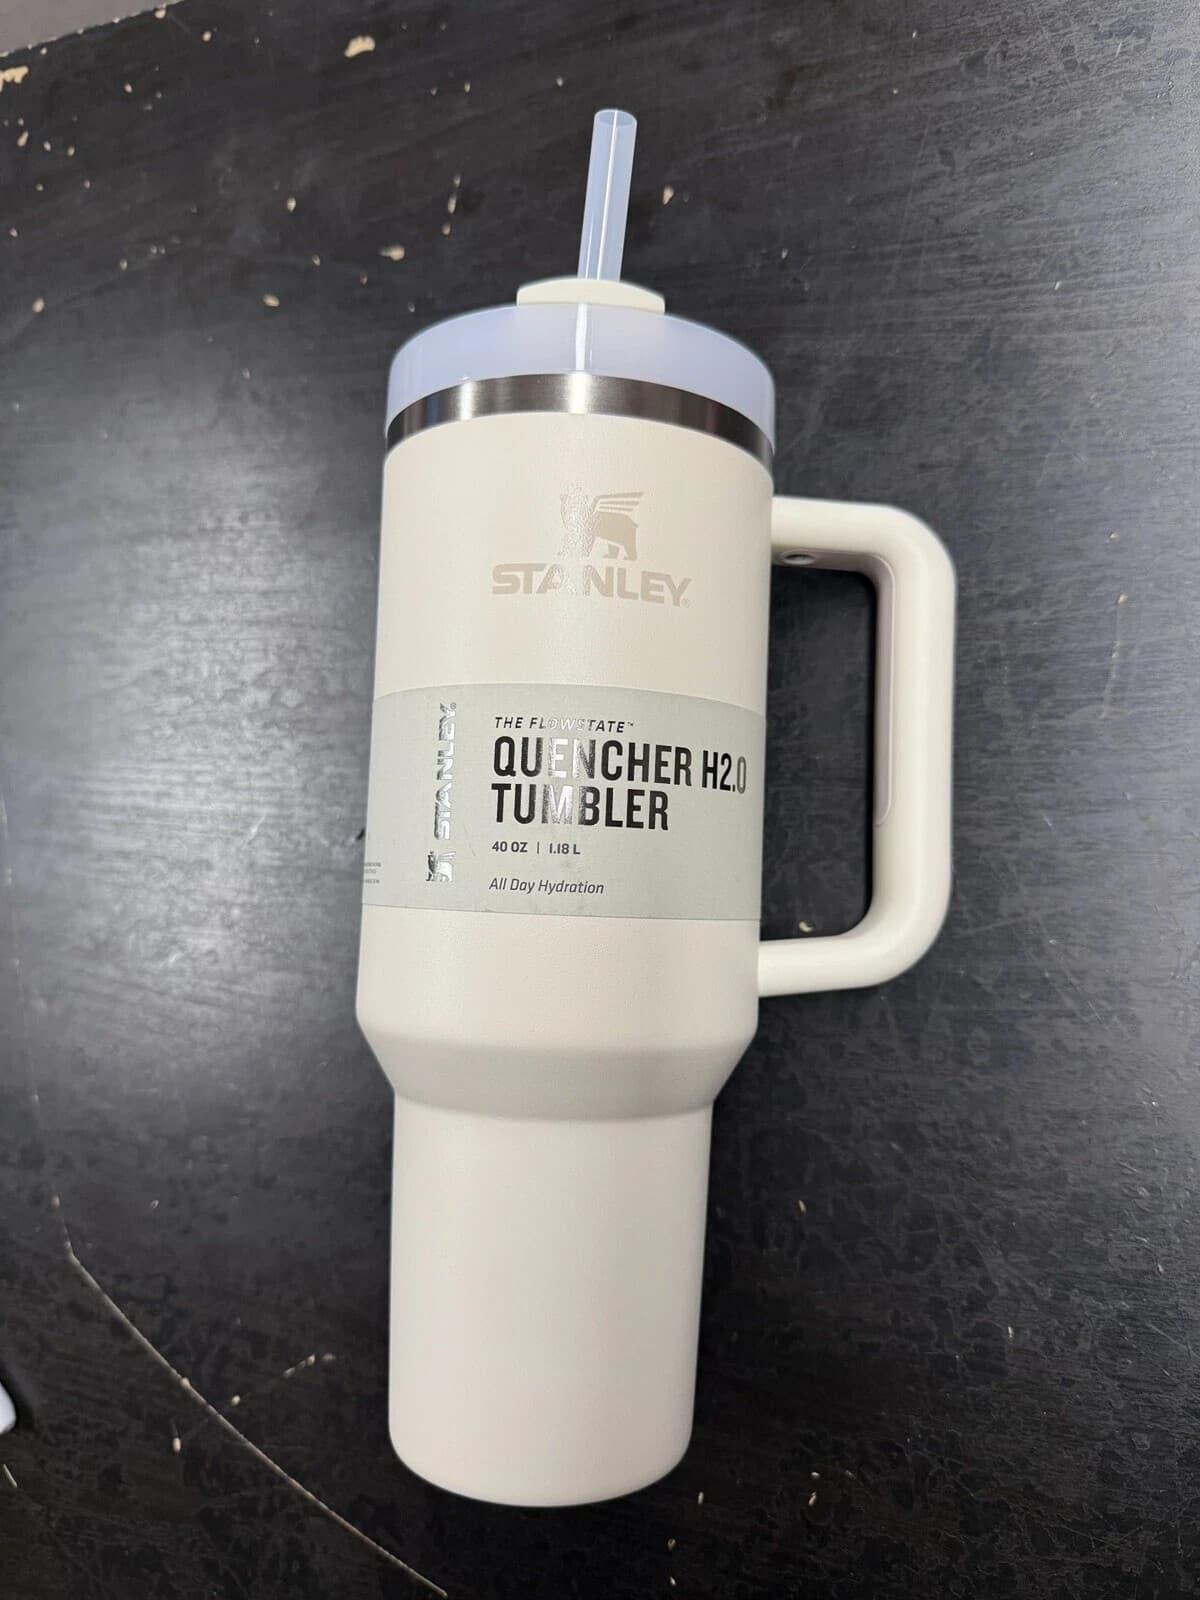 STANLEY®
STANLEY®
THE FLOWSTATE™
QUENCHER H2.0
TUMBLER
40 OZ | 1.18 L
All Day Hydration